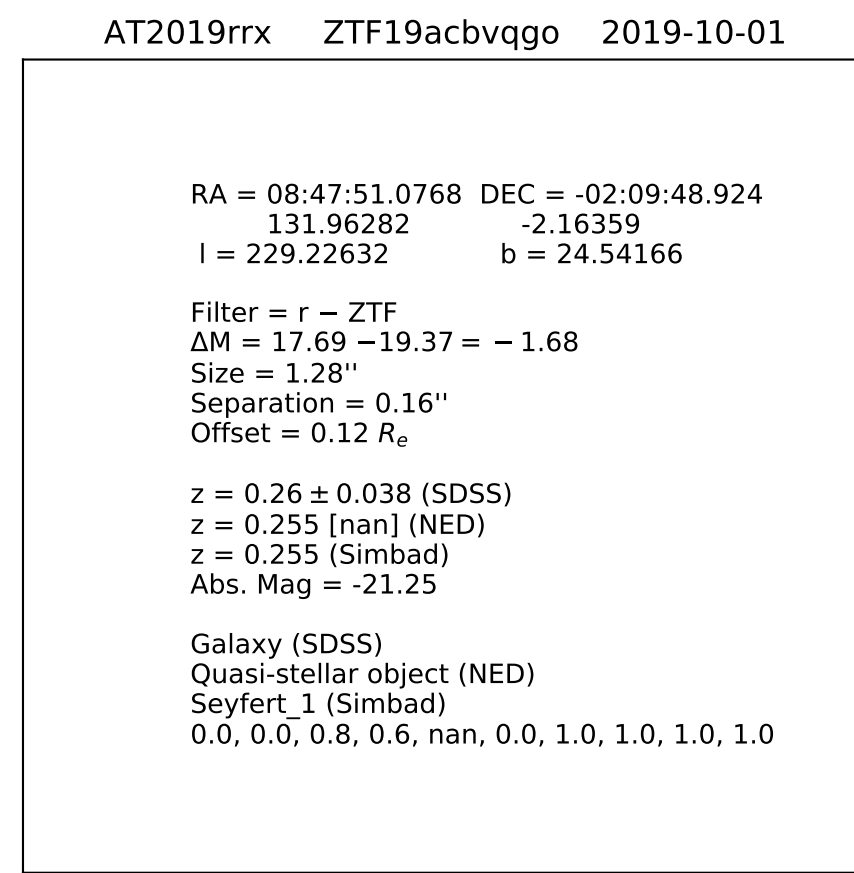 AT2019rrx ZTF19acbvqgo 2019-10-01
RA = 08:47:51.0768 DEC = -02:09:48.924
131.96282 -2.16359
l = 229.22632 b = 24.54166
Filter = r − ZTF
ΔM = 17.69 −19.37 = − 1.68
Size = 1.28''
Separation = 0.16''
Offset = 0.12 Re
z = 0.26 ± 0.038 (SDSS)
z = 0.255 [nan] (NED)
z = 0.255 (Simbad)
Abs. Mag = -21.25
Galaxy (SDSS)
Quasi-stellar object (NED)
Seyfert_1 (Simbad)
0.0, 0.0, 0.8, 0.6, nan, 0.0, 1.0, 1.0, 1.0, 1.0